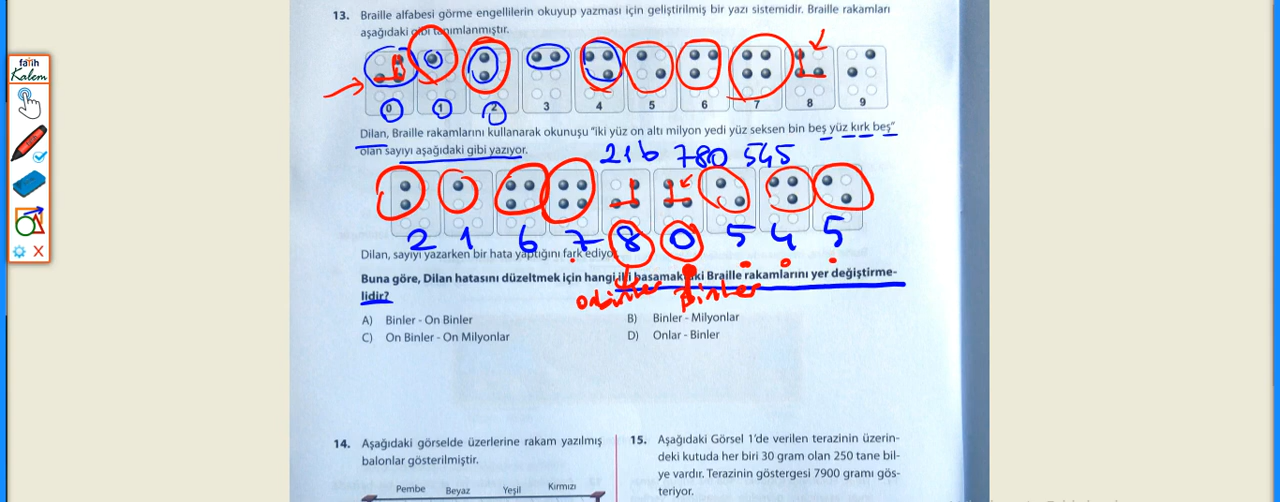 13. Braille alfabesi görme engellilerin okuyup yazması için geliştirilmiş bir yazı sistemidir. Braille rakamları
aşağıdaki gibi tanımlanmıştır.
fatih
Kalem
0 1 2 3 4 5 6 7 8 9
0 1 2
Dilan, Braille rakamlarını kullanarak okunuşu "iki yüz on altı milyon yedi yüz seksen bin beş yüz kırk beş"
olan sayıyı aşağıdaki gibi yazıyor.
216 780 545
2 1 6 7 8 0 5 4 5
Dilan, sayıyı yazarken bir hata yaptığını fark ediyor
Buna göre, Dilan hatasını düzeltmek için hangi iki basamaktaki Braille rakamlarını yer değiştirme-
lidir?
onbinler Binler
A) Binler - On Binler
B) Binler - Milyonlar
C) On Binler - On Milyonlar
D) Onlar - Binler
14. Aşağıdaki görselde üzerlerine rakam yazılmış
balonlar gösterilmiştir.
Pembe Beyaz Yeşil Kırmızı
15. Aşağıdaki Görsel 1'de verilen terazinin üzerin-
deki kutuda her biri 30 gram olan 250 tane bil-
ye vardır. Terazinin göstergesi 7900 gramı gös-
teriyor.